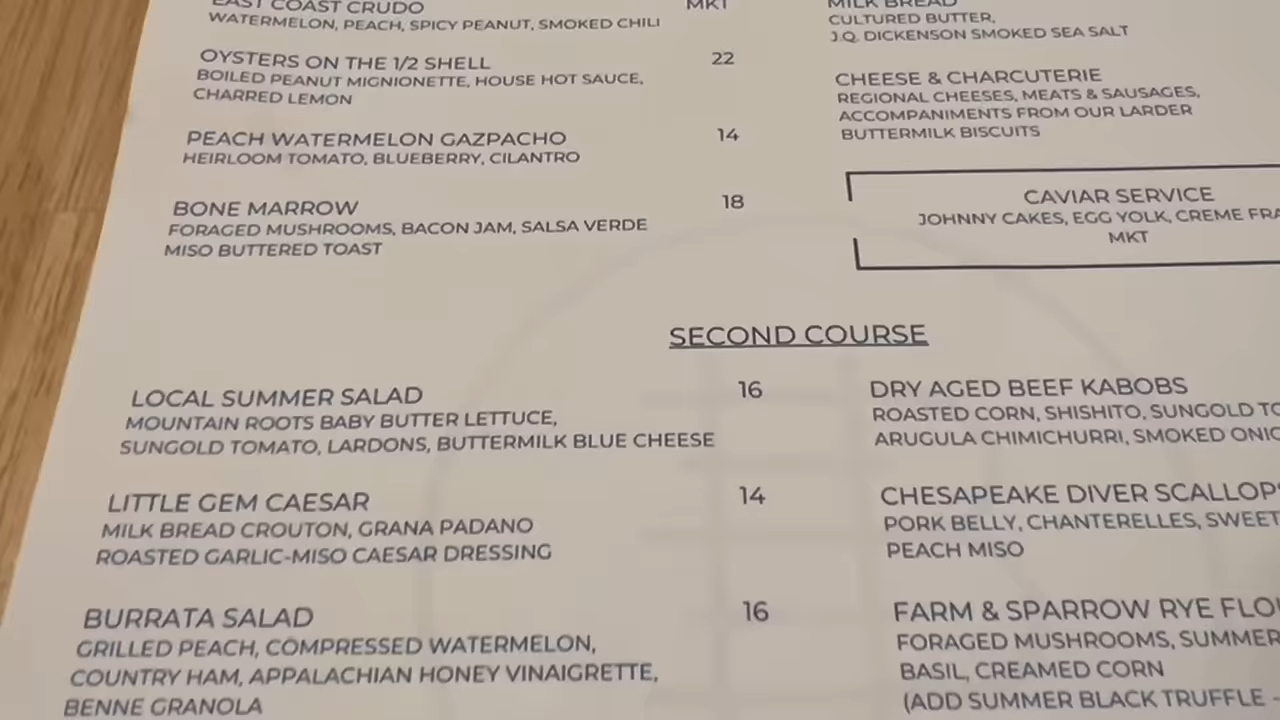 EAST COAST CRUDO MKT
WATERMELON, PEACH, SPICY PEANUT, SMOKED CHILI
OYSTERS ON THE 1/2 SHELL 22
BOILED PEANUT MIGNIONETTE, HOUSE HOT SAUCE,
CHARRED LEMON
PEACH WATERMELON GAZPACHO 14
HEIRLOOM TOMATO, BLUEBERRY, CILANTRO
BONE MARROW 18
FORAGED MUSHROOMS, BACON JAM, SALSA VERDE
MISO BUTTERED TOAST
MILK BREAD
CULTURED BUTTER,
J.Q. DICKENSON SMOKED SEA SALT
CHEESE & CHARCUTERIE
REGIONAL CHEESES, MEATS & SAUSAGES,
ACCOMPANIMENTS FROM OUR LARDER
BUTTERMILK BISCUITS
CAVIAR SERVICE
JOHNNY CAKES, EGG YOLK, CREME
MKT
SECOND COURSE
LOCAL SUMMER SALAD 16
MOUNTAIN ROOTS BABY BUTTER LETTUCE,
SUNGOLD TOMATO, LARDONS, BUTTERMILK BLUE CHEESE
LITTLE GEM CAESAR 14
MILK BREAD CROUTON, GRANA PADANO
ROASTED GARLIC-MISO CAESAR DRESSING
BURRATA SALAD 16
GRILLED PEACH, COMPRESSED WATERMELON,
COUNTRY HAM, APPALACHIAN HONEY VINAIGRETTE,
BENNE GRANOLA
DRY AGED BEEF KABOBS
ROASTED CORN, SHISHITO, SUNGOLD
ARUGULA CHIMICHURRI, SMOKED
CHESAPEAKE DIVER SCALLOP
PORK BELLY, CHANTERELLES, SWEET
PEACH MISO
FARM & SPARROW RYE
FORAGED MUSHROOMS, SUMMER
BASIL, CREAMED CORN
(ADD SUMMER BLACK TRUFFLE -